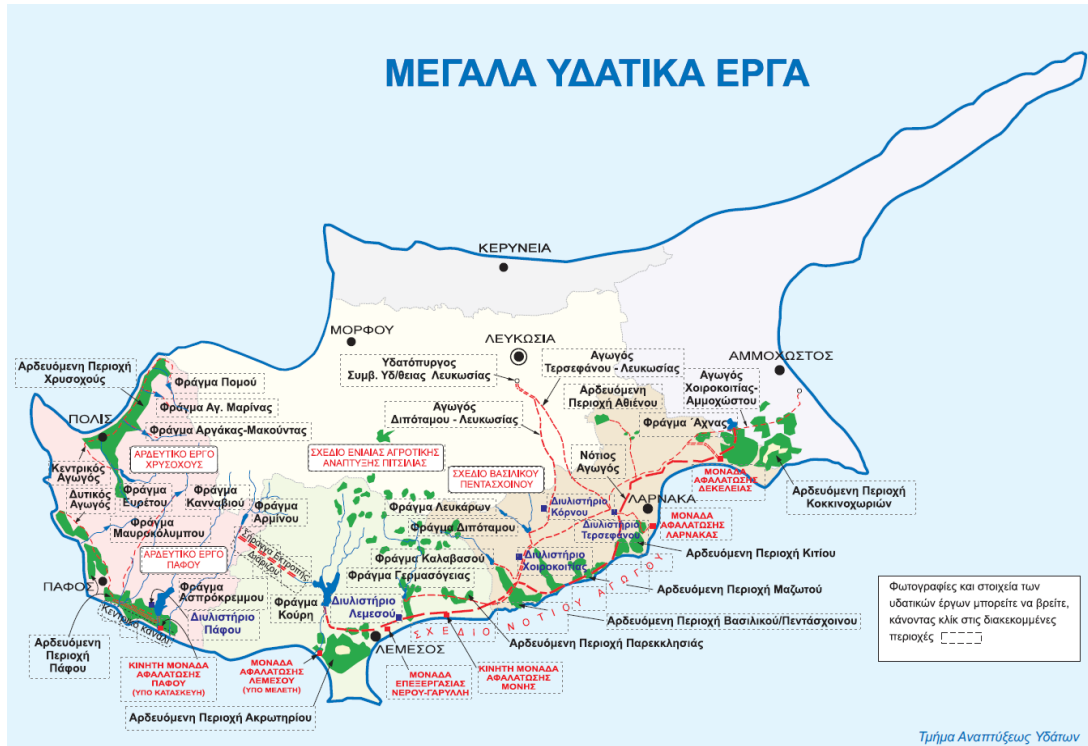 ΜΕΓΑΛΑ ΥΔΑΤΙΚΑ ΕΡΓΑ
ΚΕΡΥΝΕΙΑ
ΜΟΡΦΟΥ
ΛΕΥΚΩΣΙΑ
ΑΜΜΟΧΩΣΤΟΣ
Αρδευόμενη Περιοχή
Χρυσοχούς
Υδατόπυργος
Συμβ. Υδ/θειας Λευκωσίας
Αγωγός
Τερσεφάνου - Λευκωσίας
Αγωγός
Χοιροκοιτίας-
Αμμοχώστου
Φράγμα Πομού
Αρδευόμενη
Περιοχή Αθιένου
Φράγμα Αγ. Μαρίνας
Αγωγός
Διπόταμου - Λευκωσίας
Φράγμα Άχνας
ΠΟΛΙΣ
Φράγμα Αργάκας-Μακούντας
ΑΡΔΕΥΤΙΚΟ ΕΡΓΟ
ΧΡΥΣΟΧΟΥΣ
ΣΧΕΔΙΟ ΕΝΙΑΙΑΣ ΑΓΡΟΤΙΚΗΣ
ΑΝΑΠΤΥΞΗΣ ΠΙΤΣΙΛΙΑΣ
ΣΧΕΔΙΟ ΒΑΣΙΛΙΚΟΥ
ΠΕΝΤΑΣΧΟΙΝΟΥ
Νότιος
Αγωγός
ΜΟΝΑΔΑ
ΑΦΑΛΑΤΩΣΗΣ
ΔΕΚΕΛΕΙΑΣ
Κεντρικός
Αγωγός
Δυτικός
Αγωγός
Φράγμα
Ευρέτου
Φράγμα
Κανναβιού
Φράγμα
Αρμίνου
Φράγμα Λευκάρων
Διυλιστήριο
Κόρνου
ΛΑΡΝΑΚΑ
Αρδευόμενη Περιοχή
Κοκκινοχωριών
Φράγμα
Μαυροκολυμπου
Φράγμα Διπόταμου
Διυλιστήριο
Τερσεφάνου
ΜΟΝΑΔΑ
ΑΦΑΛΑΤΩΣΗΣ
ΛΑΡΝΑΚΑΣ
ΑΡΔΕΥΤΙΚΟ ΕΡΓΟ
ΠΑΦΟΥ
Σήραγγα Εκτροπής
Διαρίζου
Φράγμα Καλαβασού
Διυλιστήριο
Χοιροκοιτίας
Αρδευόμενη Περιοχή Κιτίου
Φράγμα Γερμασόγειας
ΠΑΦΟΣ
Φράγμα
Ασπρόκρεμμου
Διυλιστήριο
Πάφου
Κεντρικό Κανάλι
Φράγμα
Κούρη
Διυλιστήριο
Λεμεσού
Αρδευόμενη Περιοχή Μαζωτού
ΣΧΕΔΙΟ ΝΟΤΙΟΥ ΑΓΩΓΟΥ
Αρδευόμενη Περιοχή Βασιλικού/Πεντάσχοινου
Αρδευόμενη Περιοχή Παρεκκλησιάς
Αρδευόμενη
Περιοχή
Πάφου
ΚΙΝΗΤΗ ΜΟΝΑΔΑ
ΑΦΑΛΑΤΩΣΗΣ
ΠΑΦΟΥ
(ΥΠΟ ΚΑΤΑΣΚΕΥΗ)
ΜΟΝΑΔΑ
ΑΦΑΛΑΤΩΣΗΣ
ΛΕΜΕΣΟΥ
(ΥΠΟ ΜΕΛΕΤΗ)
ΛΕΜΕΣΟΣ
ΜΟΝΑΔΑ
ΕΠΕΞΕΡΓΑΣΙΑΣ
ΝΕΡΟΥ-ΓΑΡΥΛΛΗ
ΚΙΝΗΤΗ ΜΟΝΑΔΑ
ΑΦΑΛΑΤΩΣΗΣ
ΜΟΝΗΣ
Αρδευόμενη Περιοχή Ακρωτηρίου
Φωτογραφίες και στοιχεία των
υδατικών έργων μπορείτε να βρείτε,
κάνοντας κλίκ στις διακεκομμένες
περιοχές
Τμήμα Αναπτύξεως Υδάτων